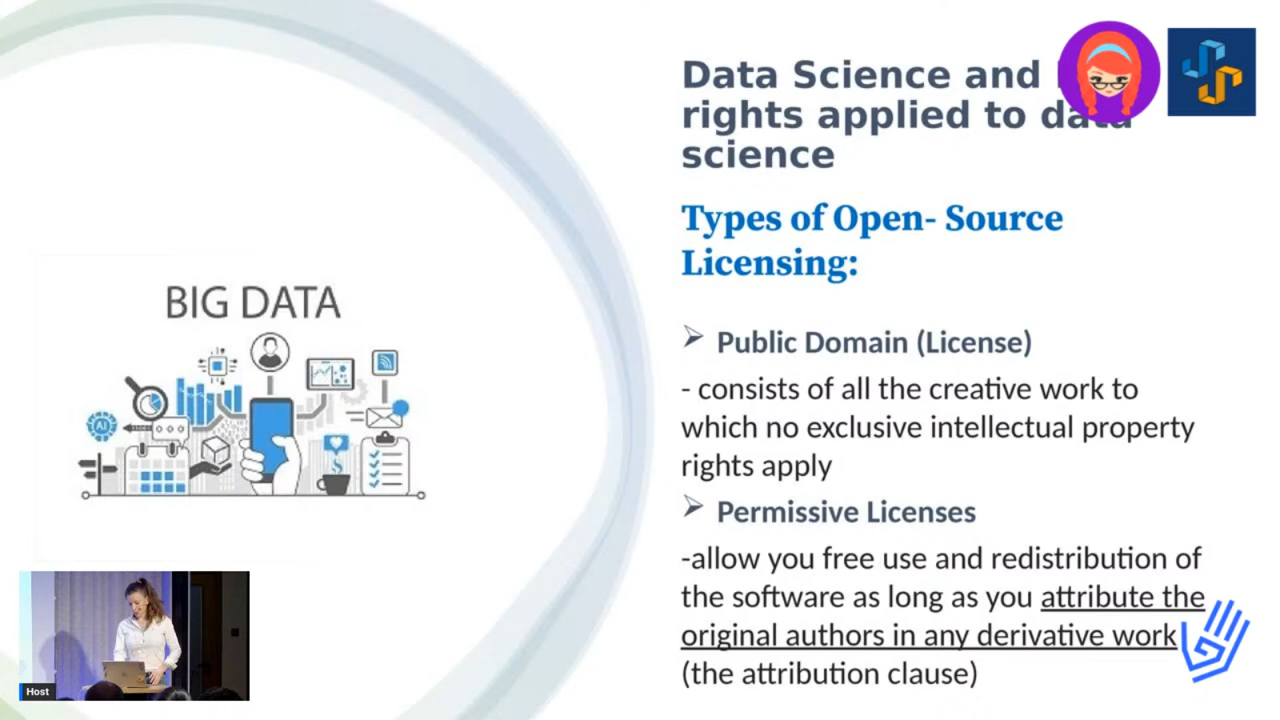 Data Science and
rights applied to data
science
Types of Open- Source
Licensing:
➢ Public Domain (License)
- consists of all the creative work to
which no exclusive intellectual property
rights apply
➢ Permissive Licenses
-allow you free use and redistribution of
the software as long as you attribute the
original authors in any derivative work
(the attribution clause)
BIG DATA
AI
$
Host